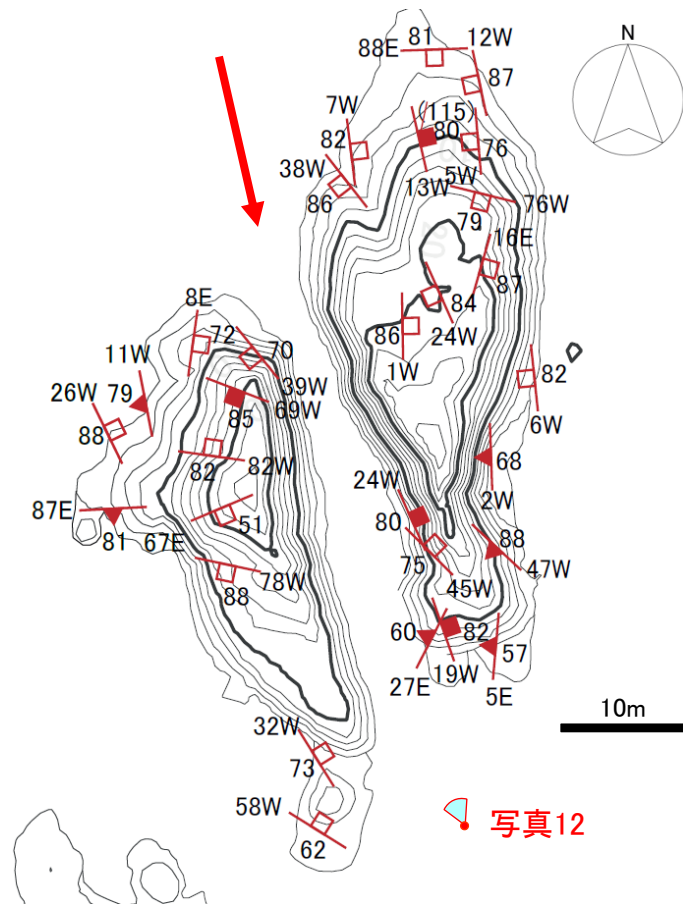 81
88E
12W
N
87
7W
(115)
82
80
76
38W
13W
5W
86
79
76W
16E
87
84
86
24W
1W
8E
72
70
11W
39W
82
26W
79
69W
6W
85
88
82
82W
68
24W
2W
87E
51
80
88
81
67E
75
47W
78W
45W
88
60
82
57
27E
19W
5E
10m
32W
73
58W
写真12
62